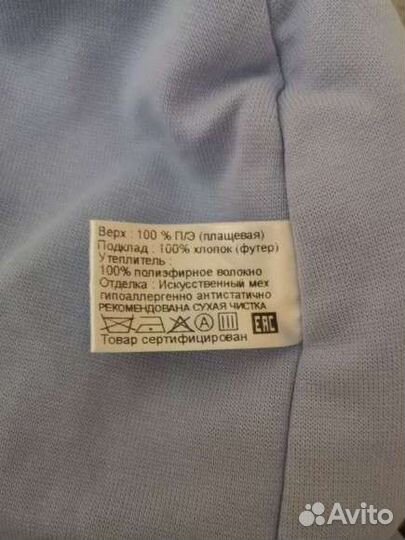 Верх : 100 % П/Э (плащевая)
Подклад : 100% хлопок (футер)
Утеплитель :
100% полиэфирное волокно
Отделка : Искусственный мех
гипоаллергенно антистатично
РЕКОМЕНДОВАНА СУХАЯ ЧИСТКА
A EAC
Товар сертифицирован
Avito